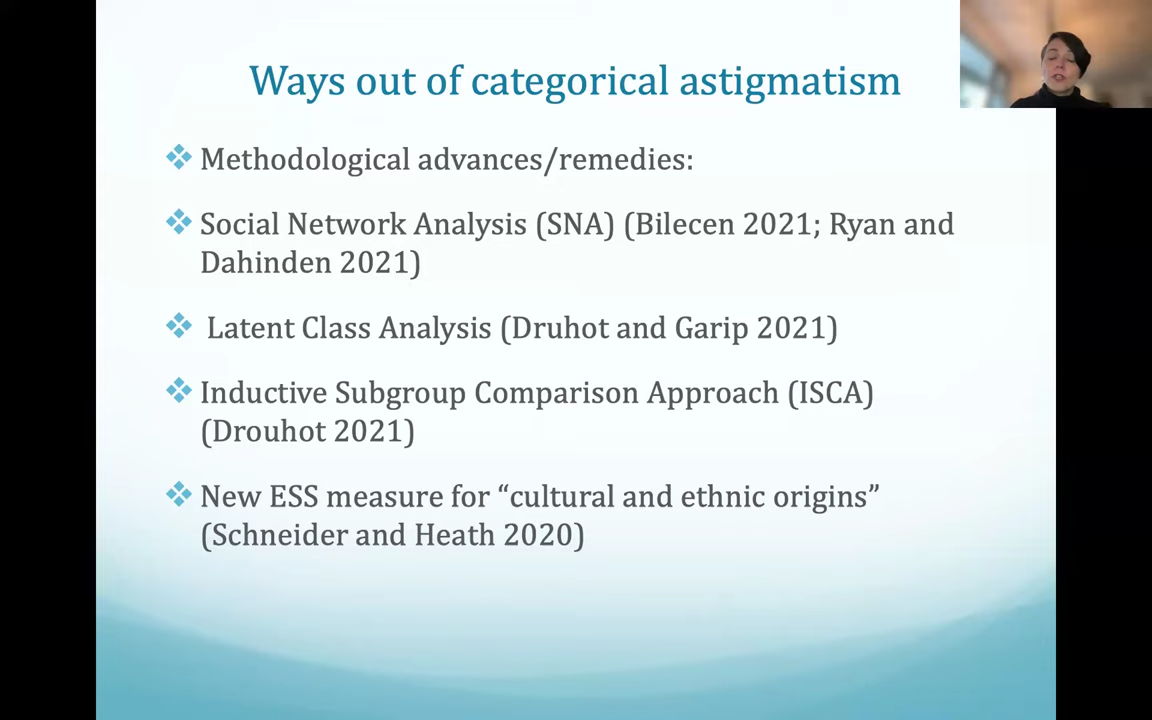 Ways out of categorical astigmatism
Methodological advances/remedies:
Social Network Analysis (SNA) (Bilecen 2021; Ryan and
Dahinden 2021)
Latent Class Analysis (Druhot and Garip 2021)
Inductive Subgroup Comparison Approach (ISCA)
(Drouhot 2021)
New ESS measure for “cultural and ethnic origins”
(Schneider and Heath 2020)